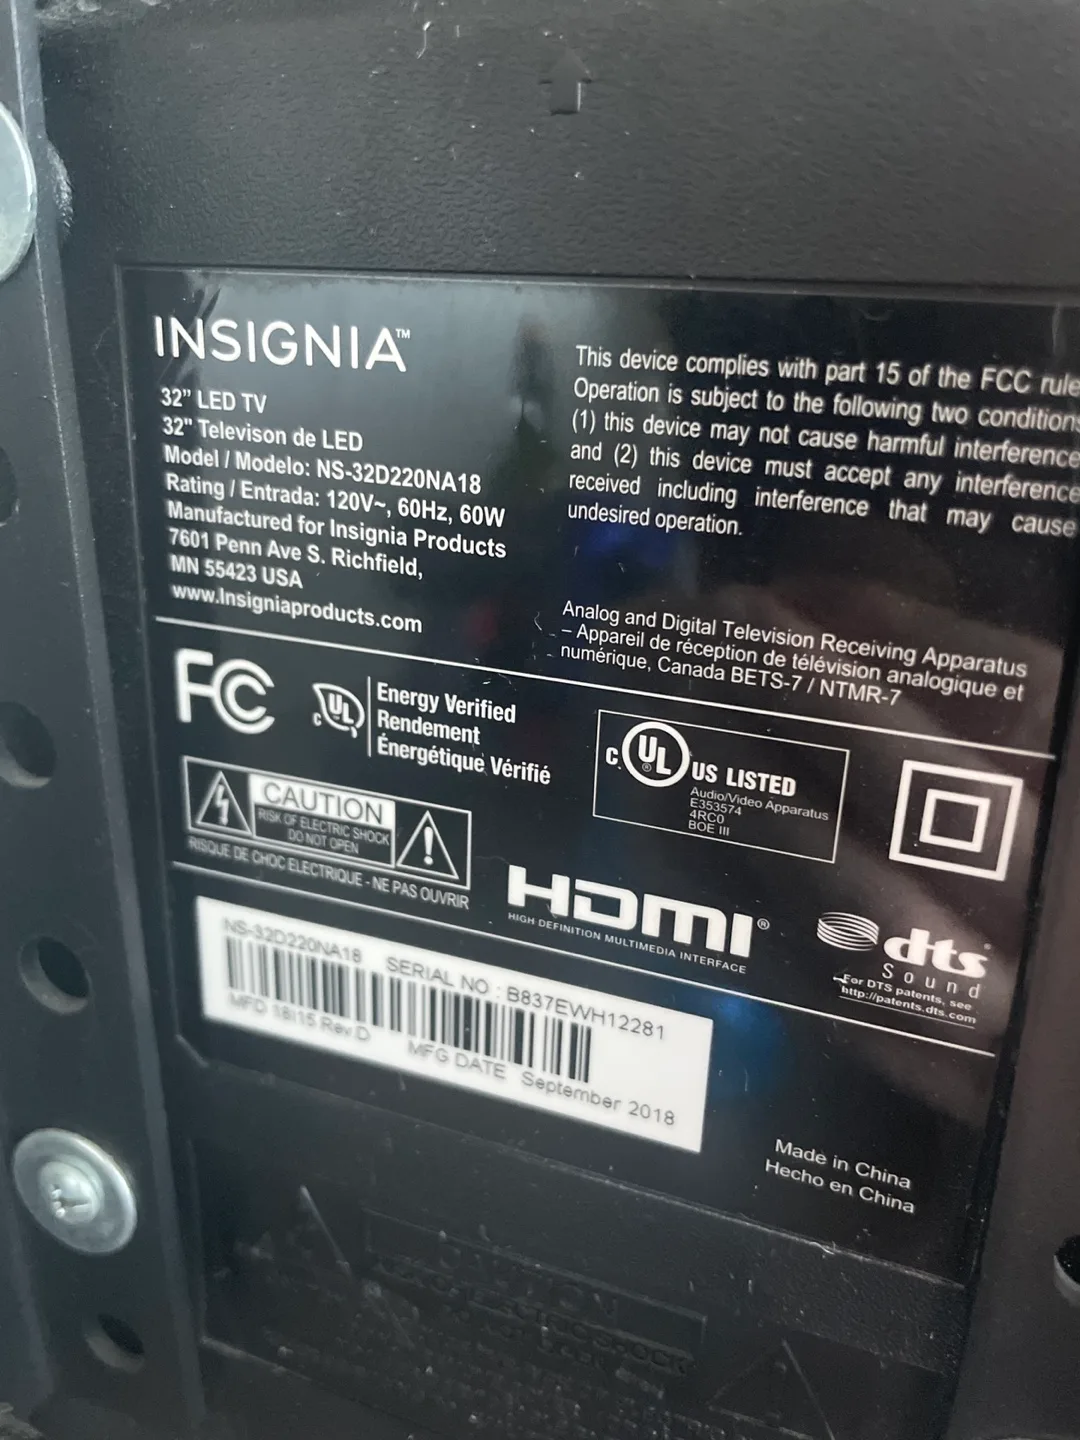 INSIGNIA™
32” LED TV
32" Televison de LED
Model / Modelo: NS-32D220NA18
Rating / Entrada: 120V~, 60Hz, 60W
Manufactured for Insignia Products
7601 Penn Ave S. Richfield,
MN 55423 USA
www.Insigniaproducts.com
This device complies with part 15 of the FCC rule
Operation is subject to the following two conditions
(1) this device may not cause harmful interference
and (2) this device must accept any interference
received including interference that may cause
undesired operation.
Analog and Digital Television Receiving Apparatus
– Appareil de réception de télévision analogique et
numérique, Canada BETS-7 / NTMR-7
FC
c UL
Energy Verified
Rendement
Énergétique Vérifié
c UL ® US LISTED
Audio/Video Apparatus
E353574
4RC0
BOE III
CAUTION
RISK OF ELECTRIC SHOCK
DO NOT OPEN
RISQUE DE CHOC ELECTRIQUE - NE PAS OUVRIR
HDMI®
HIGH DEFINITION MULTIMEDIA INTERFACE
dts
Sound
For DTS patents, see
http://patents.dts.com
NS-32D220NA18 SERIAL NO : B837EWH12281
MFD 18I15 Rev D MFG DATE September 2018
Made in China
Hecho en China